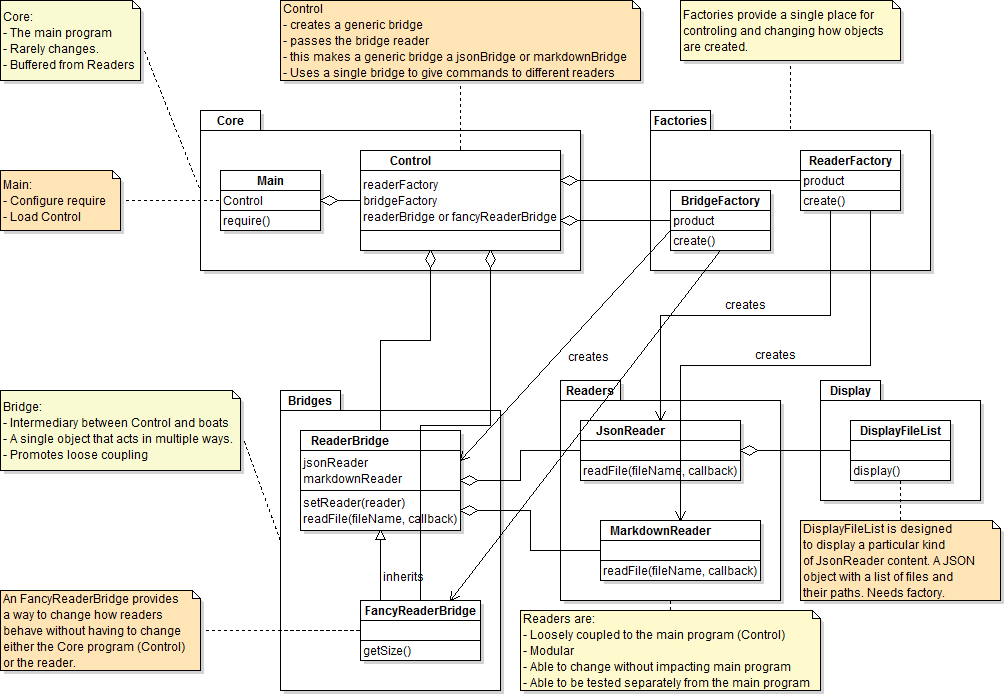 Core:
- The main program
- Rarely changes.
- Buffered from Readers
Control
- creates a generic bridge
- passes the bridge reader
- this makes a generic bridge a jsonBridge or markdownBridge
- Uses a single bridge to give commands to different readers
Factories provide a single place for
controling and changing how objects
are created.
Core
Factories
Main:
- Configure require
- Load Control
Main
Control
require()
Control
readerFactory
bridgeFactory
readerBridge or fancyReaderBridge
BridgeFactory
product
create()
ReaderFactory
product
create()
creates
creates
creates
Bridge:
- Intermediary between Control and boats
- A single object that acts in multiple ways.
- Promotes loose coupling
Bridges
ReaderBridge
jsonReader
markdownReader
setReader(reader)
readFile(fileName, callback)
inherits
FancyReaderBridge
getSize()
Readers
JsonReader
readFile(fileName, callback)
MarkdownReader
readFile(fileName, callback)
Display
DisplayFileList
display()
DisplayFileList is designed
to display a particular kind
of JsonReader content. A JSON
object with a list of files and
their paths. Needs factory.
An FancyReaderBridge provides
a way to change how readers
behave without having to change
either the Core program (Control)
or the reader.
Readers are:
- Loosely coupled to the main program (Control)
- Modular
- Able to change without impacting main program
- Able to be tested separately from the main program